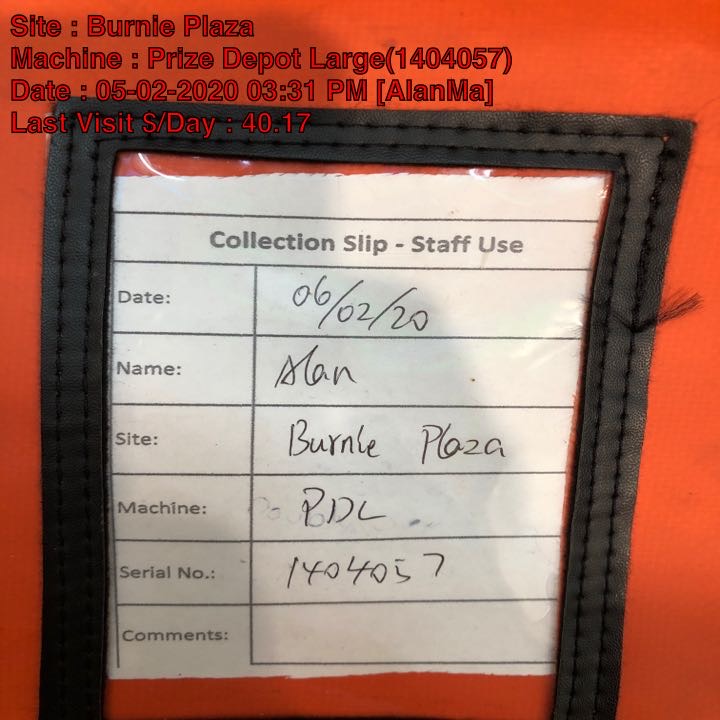 Site : Burnie Plaza
Machine : Prize Depot Large(1404057)
Date : 05-02-2020 03:31 PM [AlanMa]
Last Visit $/Day : 40.17
Collection Slip - Staff Use
Date: 06/02/20
Name: Alan
Site: Burnie Plaza
Machine: PDL
Serial No.: 1404057
Comments: